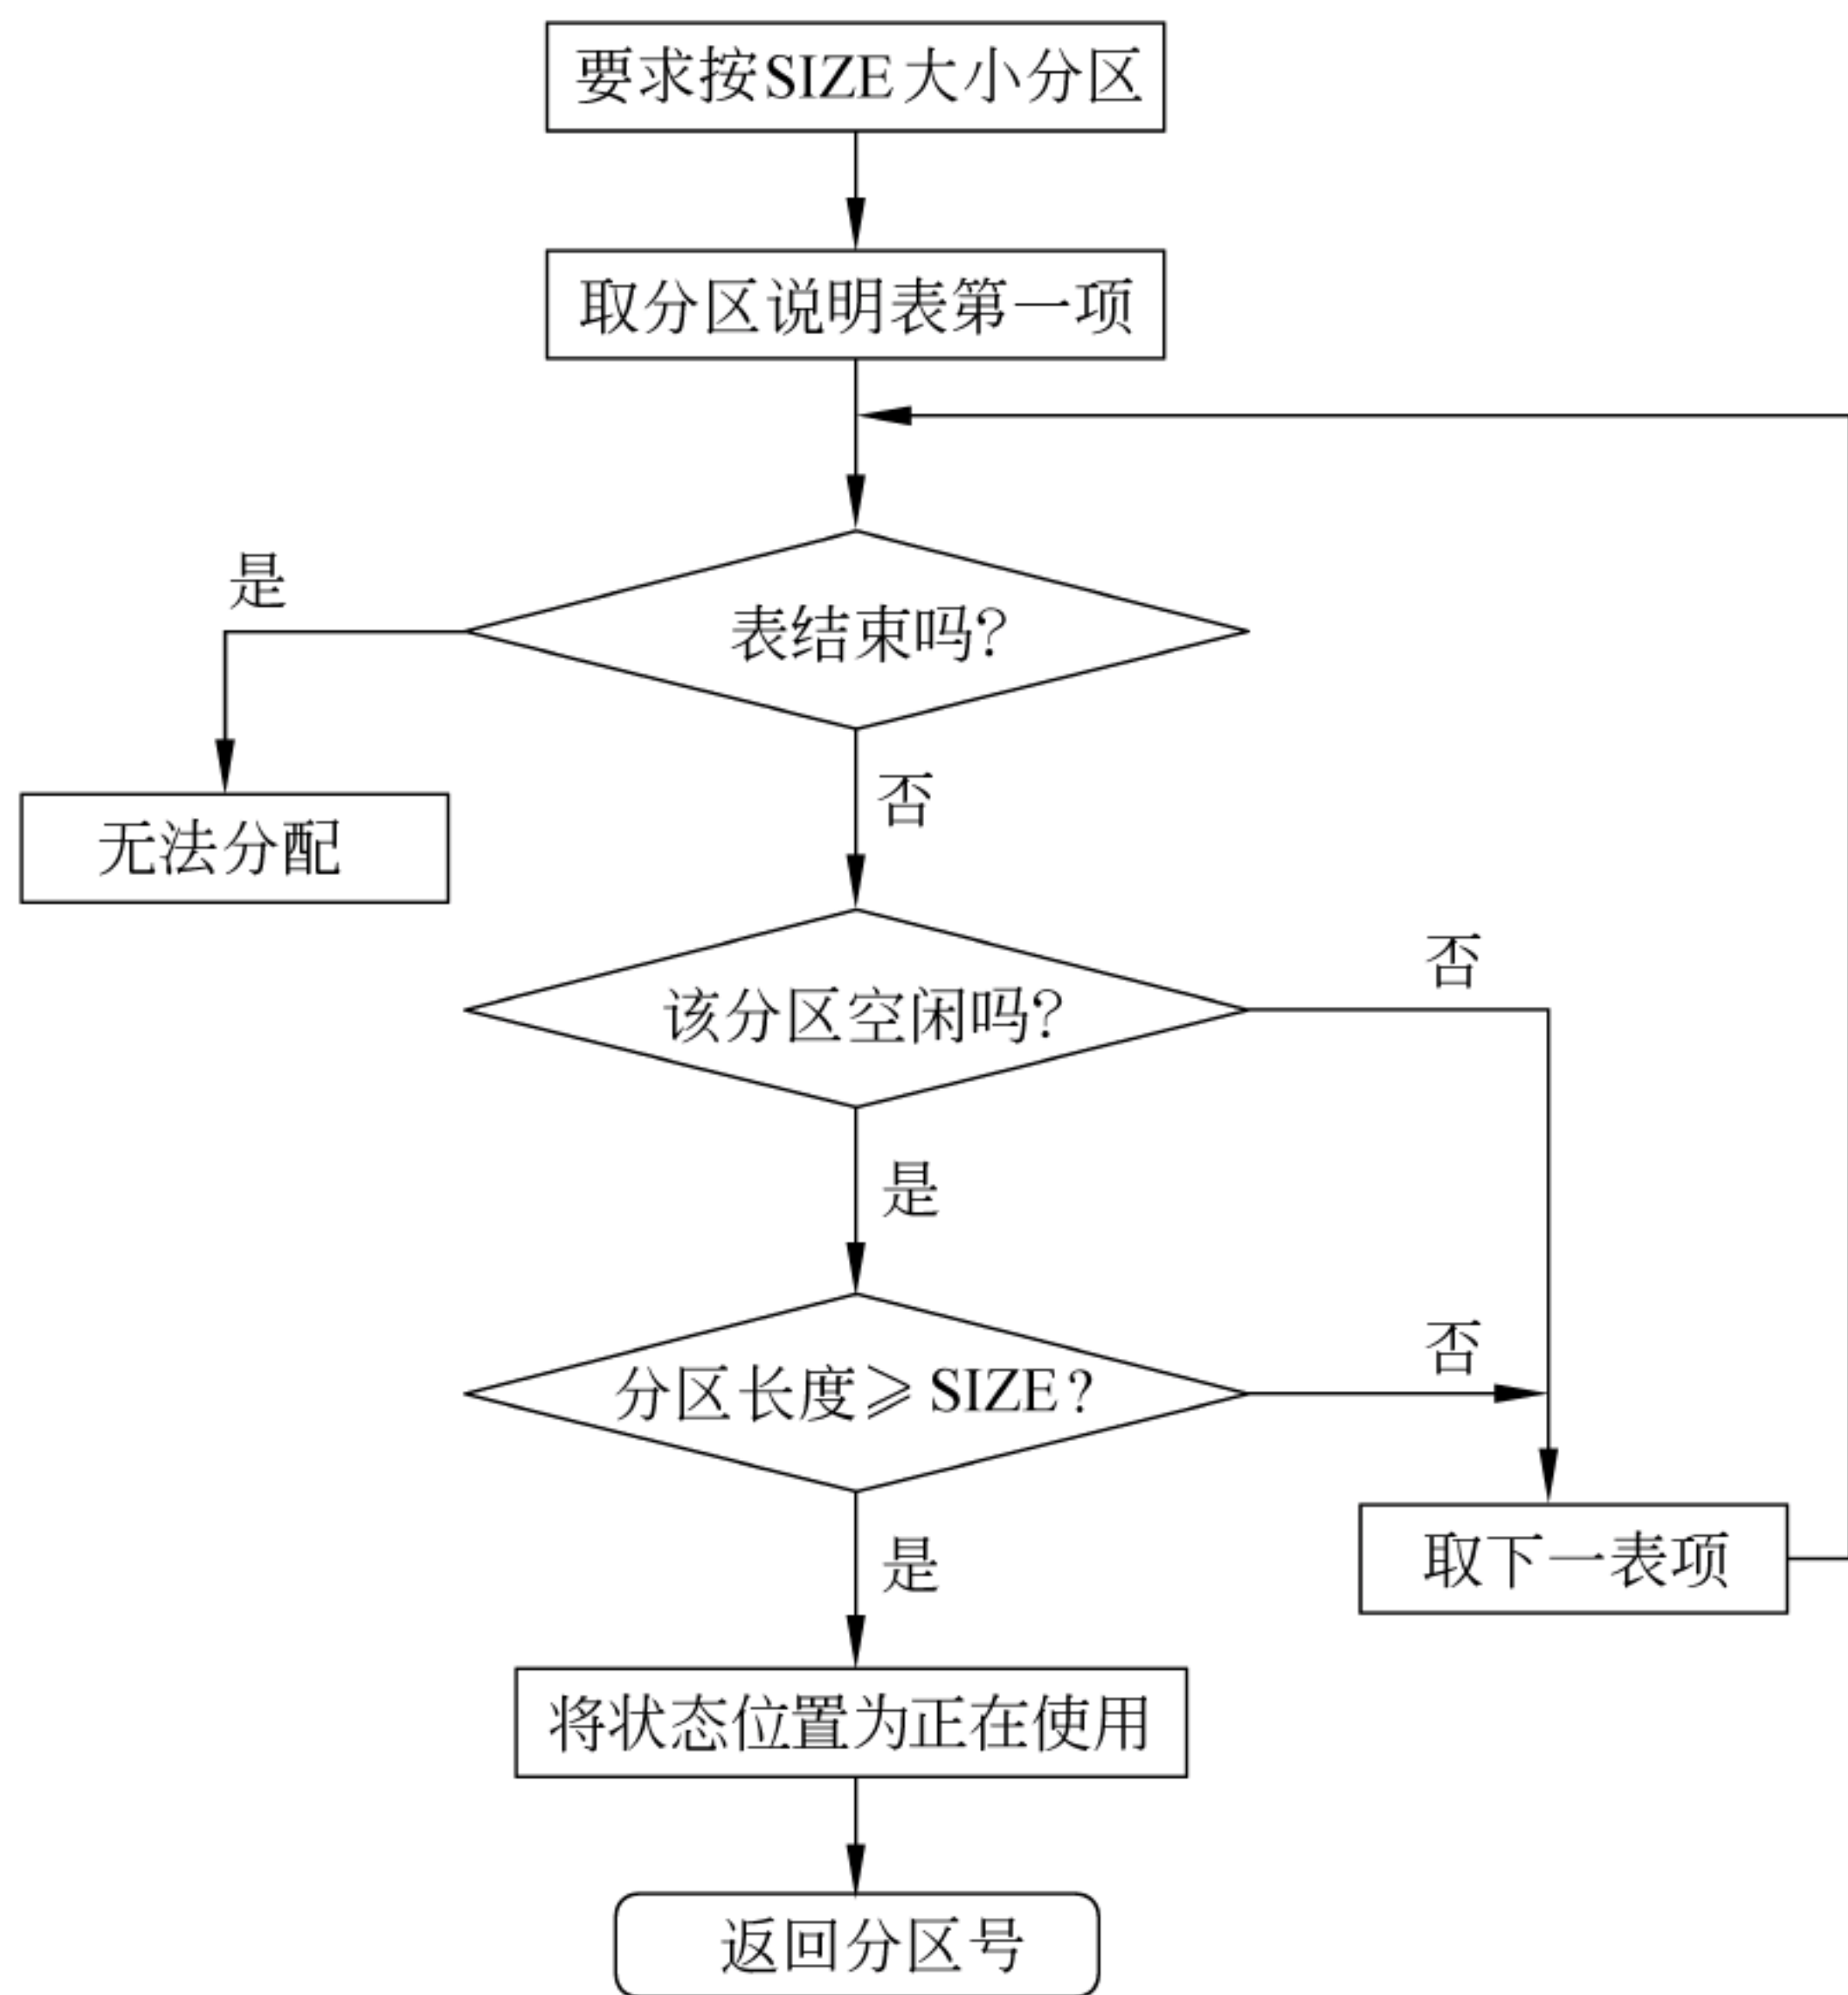 要求按SIZE大小分区
取分区说明表第一项
是
表结束吗?
否
无法分配
否
该分区空闲吗?
是
否
分区长度≥SIZE?
是
取下一表项
将状态位置为正在使用
返回分区号